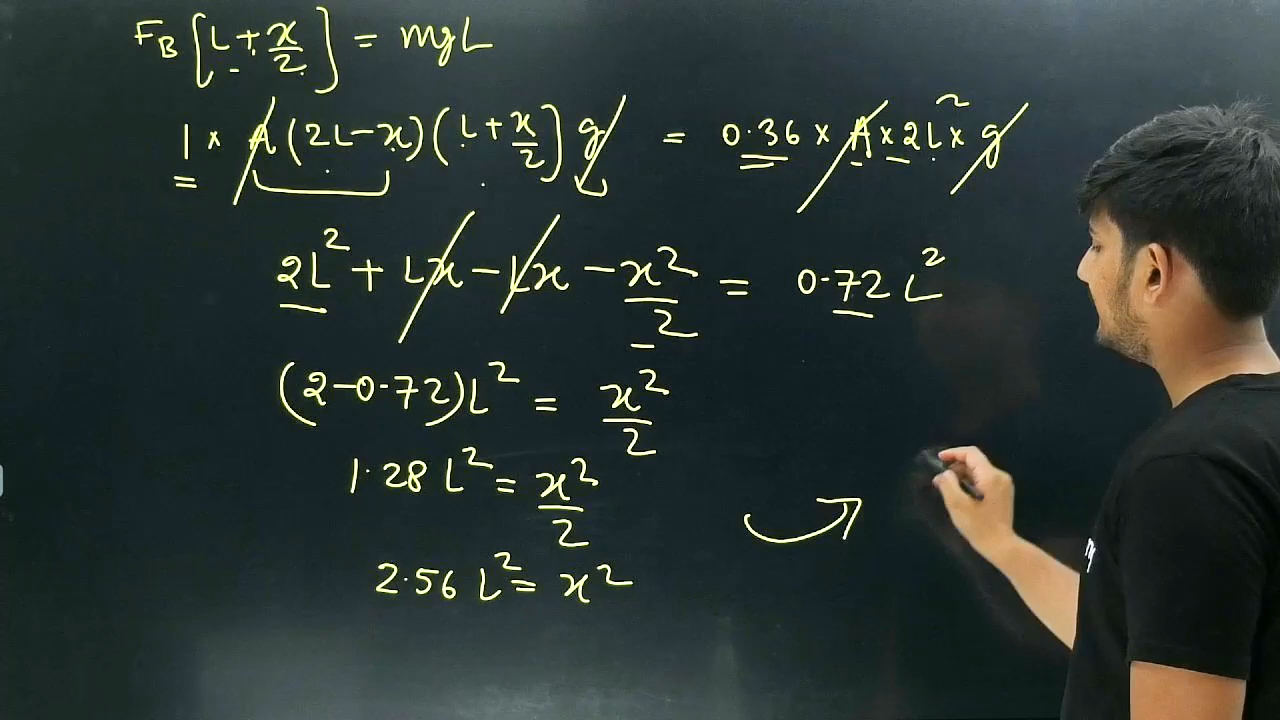 F_B [L + x/2] = mgL
1 × A (2L - x) (L + x/2) g = 0.36 × A × 2L² × g
2L² + Lx - Lx - x²/2 = 0.72 L²
(2 - 0.72) L² = x²/2
1.28 L² = x²/2
2.56 L² = x²